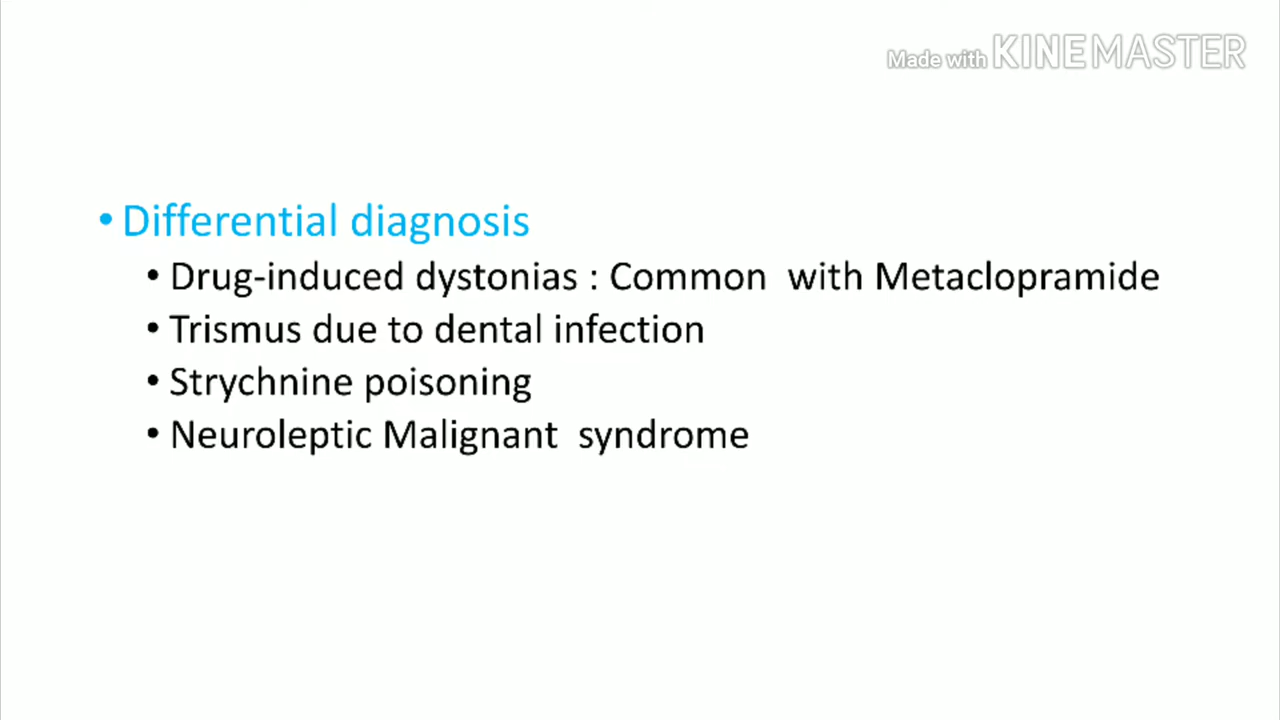 Made with KINEMASTER
• Differential diagnosis
• Drug-induced dystonias : Common with Metaclopramide
• Trismus due to dental infection
• Strychnine poisoning
• Neuroleptic Malignant syndrome